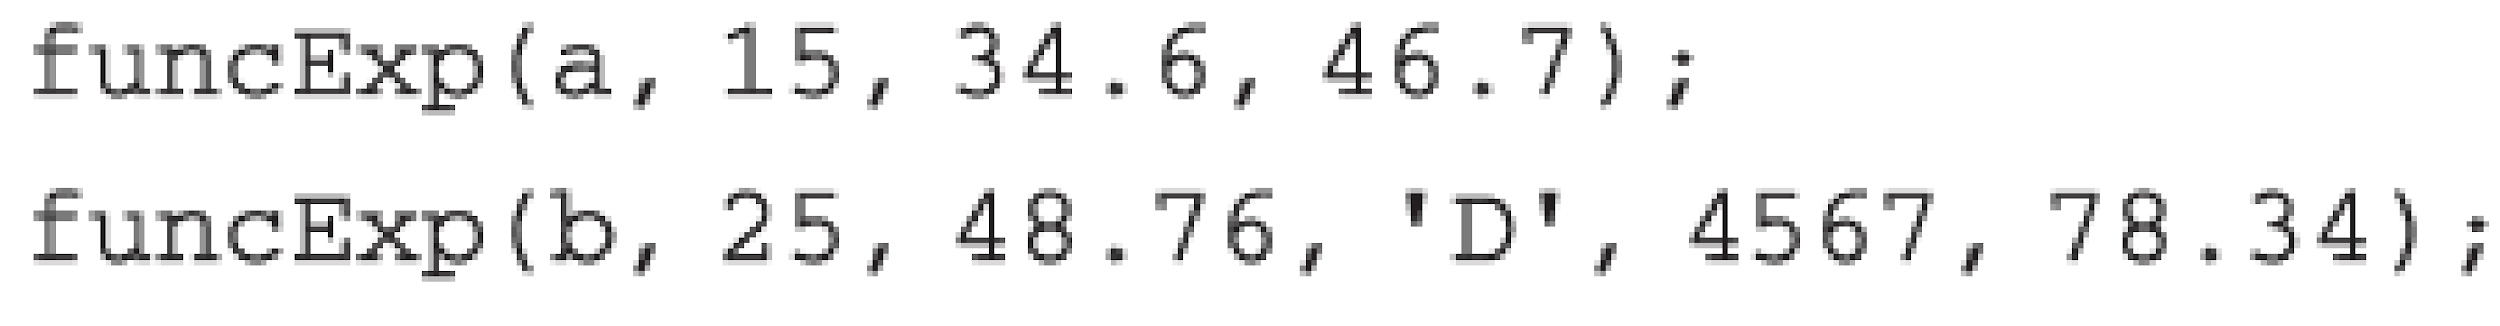 funcExp(a, 15, 34.6, 46.7);
funcExp(b, 25, 48.76, 'D', 4567, 78.34);